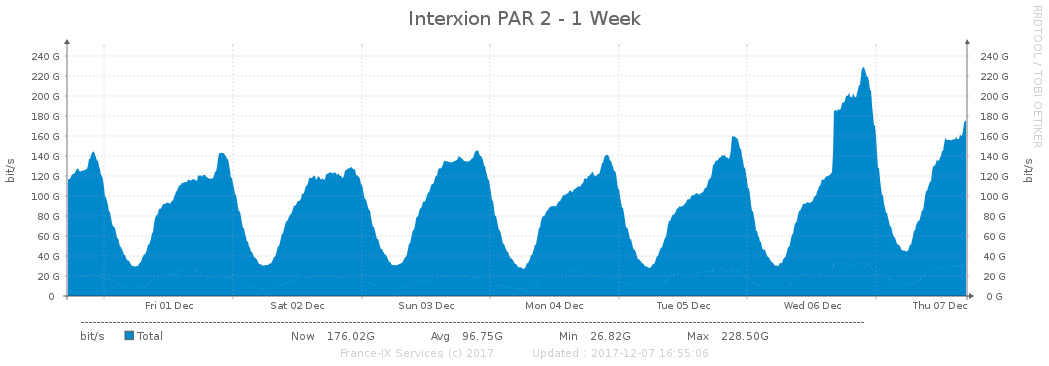 Interxion PAR 2 - 1 Week
RRDTOOL / TOBI OETIKER
bit/s
240 G 240 G
220 G 220 G
200 G 200 G
180 G 180 G
160 G 160 G
140 G 140 G
120 G 120 G
100 G 100 G
80 G 80 G
60 G 60 G
40 G 40 G
20 G 20 G
0 0 G
bit/s
Fri 01 Dec Sat 02 Dec Sun 03 Dec Mon 04 Dec Tue 05 Dec Wed 06 Dec Thu 07 Dec
bit/s Total Now 176.02G Avg 96.75G Min 26.82G Max 228.50G
France-IX Services (c) 2017 Updated : 2017-12-07 16:55:06